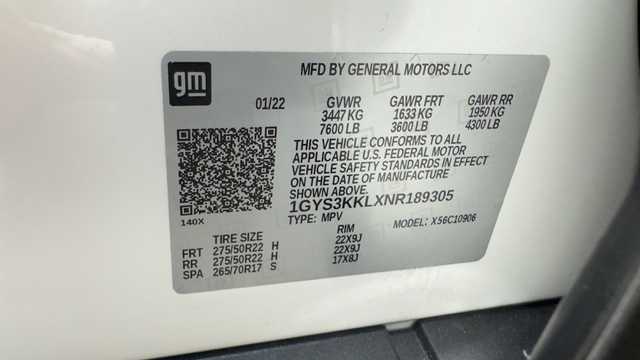 gm
MFD BY GENERAL MOTORS LLC
01/22 GVWR GAWR FRT GAWR RR
3447 KG 1633 KG 1950 KG
7600 LB 3600 LB 4300 LB
THIS VEHICLE CONFORMS TO ALL
APPLICABLE U.S. FEDERAL MOTOR
VEHICLE SAFETY STANDARDS IN EFFECT
ON THE DATE OF MANUFACTURE
SHOWN ABOVE.
1GYS3KKLXNR189305
140X TYPE: MPV MODEL: X56C10906
TIRE SIZE RIM
FRT 275/50R22 H 22X9J
RR 275/50R22 H 22X9J
SPA 265/70R17 S 17X8J